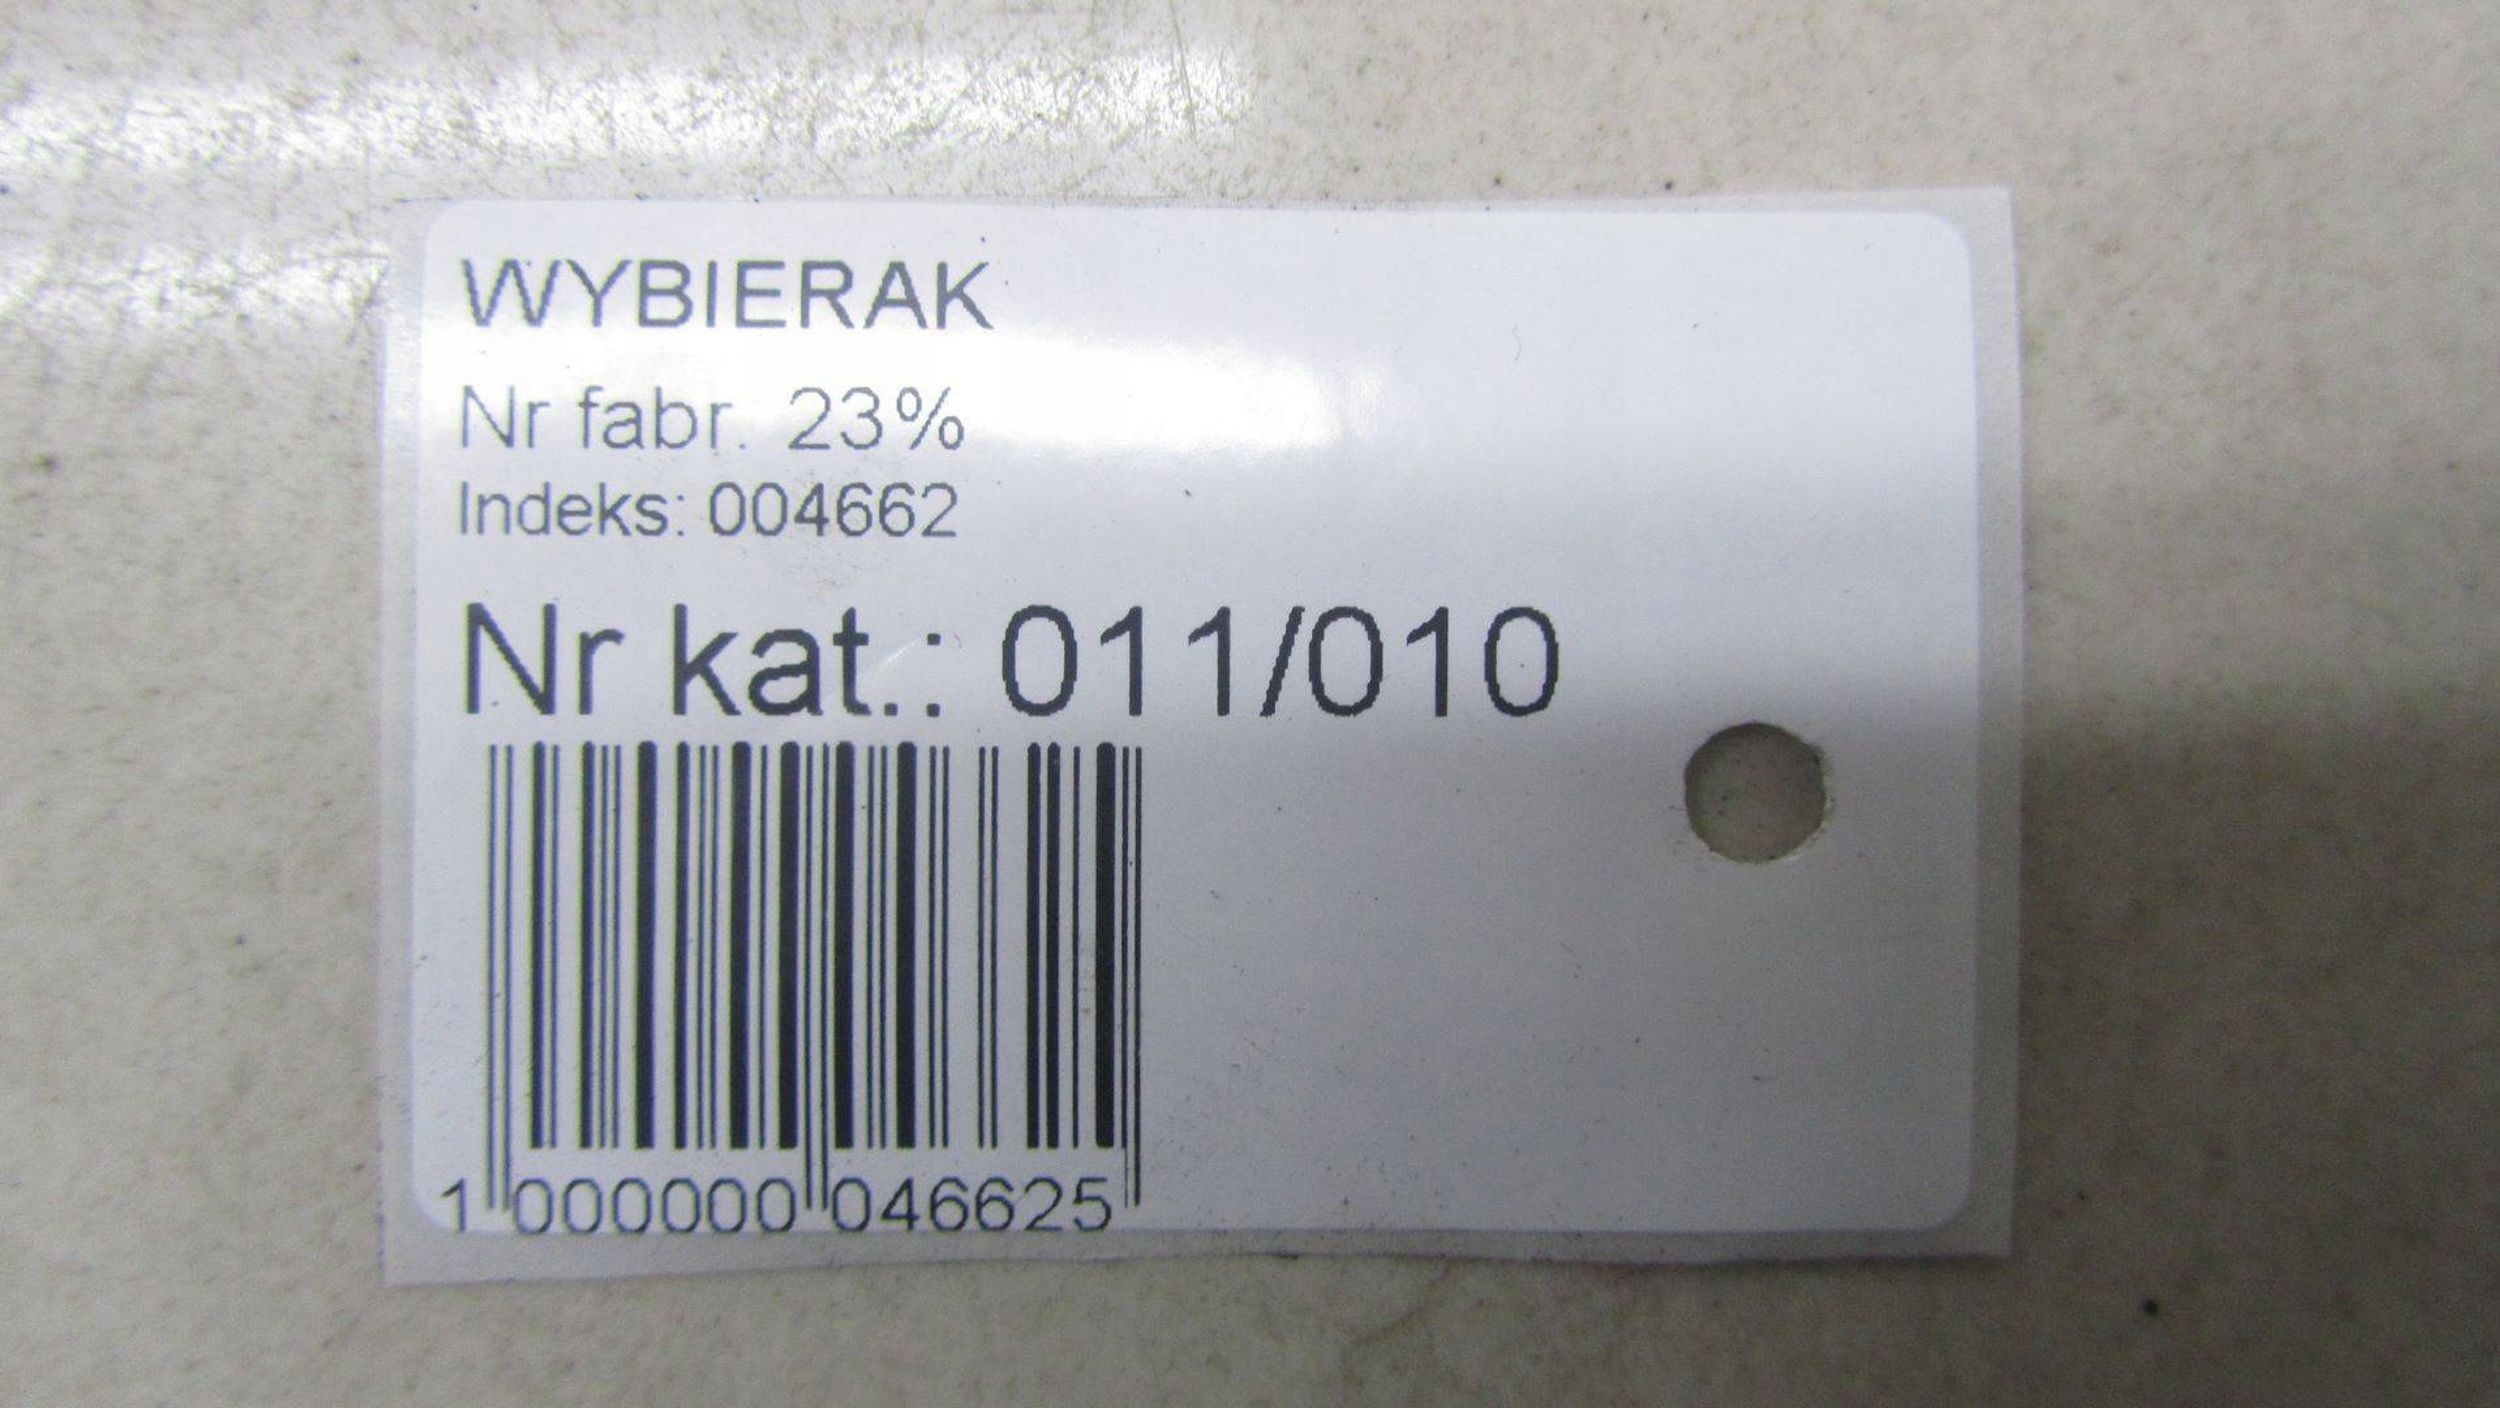 WYBIERAK
Nr fabr. 23%
Indeks: 004662
Nr kat.: 011/010
1 000000 046625